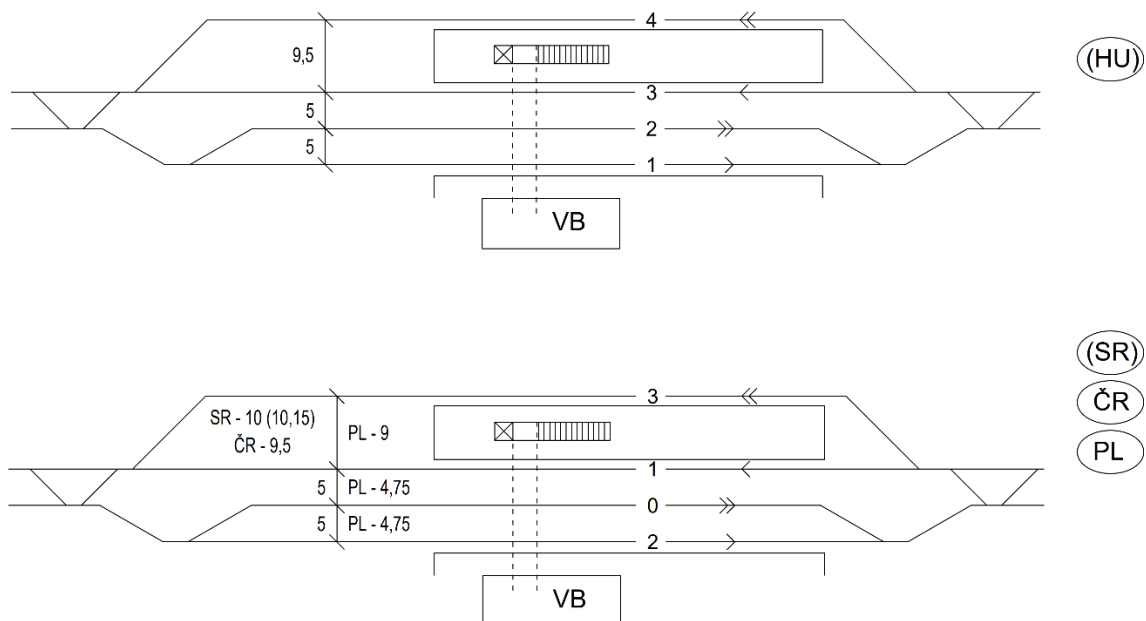 4
9,5
(HU)
3
5
2
5
1
VB
(SR)
3
ČR
SR - 10 (10,15)
PL - 9
ČR - 9,5
PL
1
5 PL - 4,75
0
5 PL - 4,75
2
VB